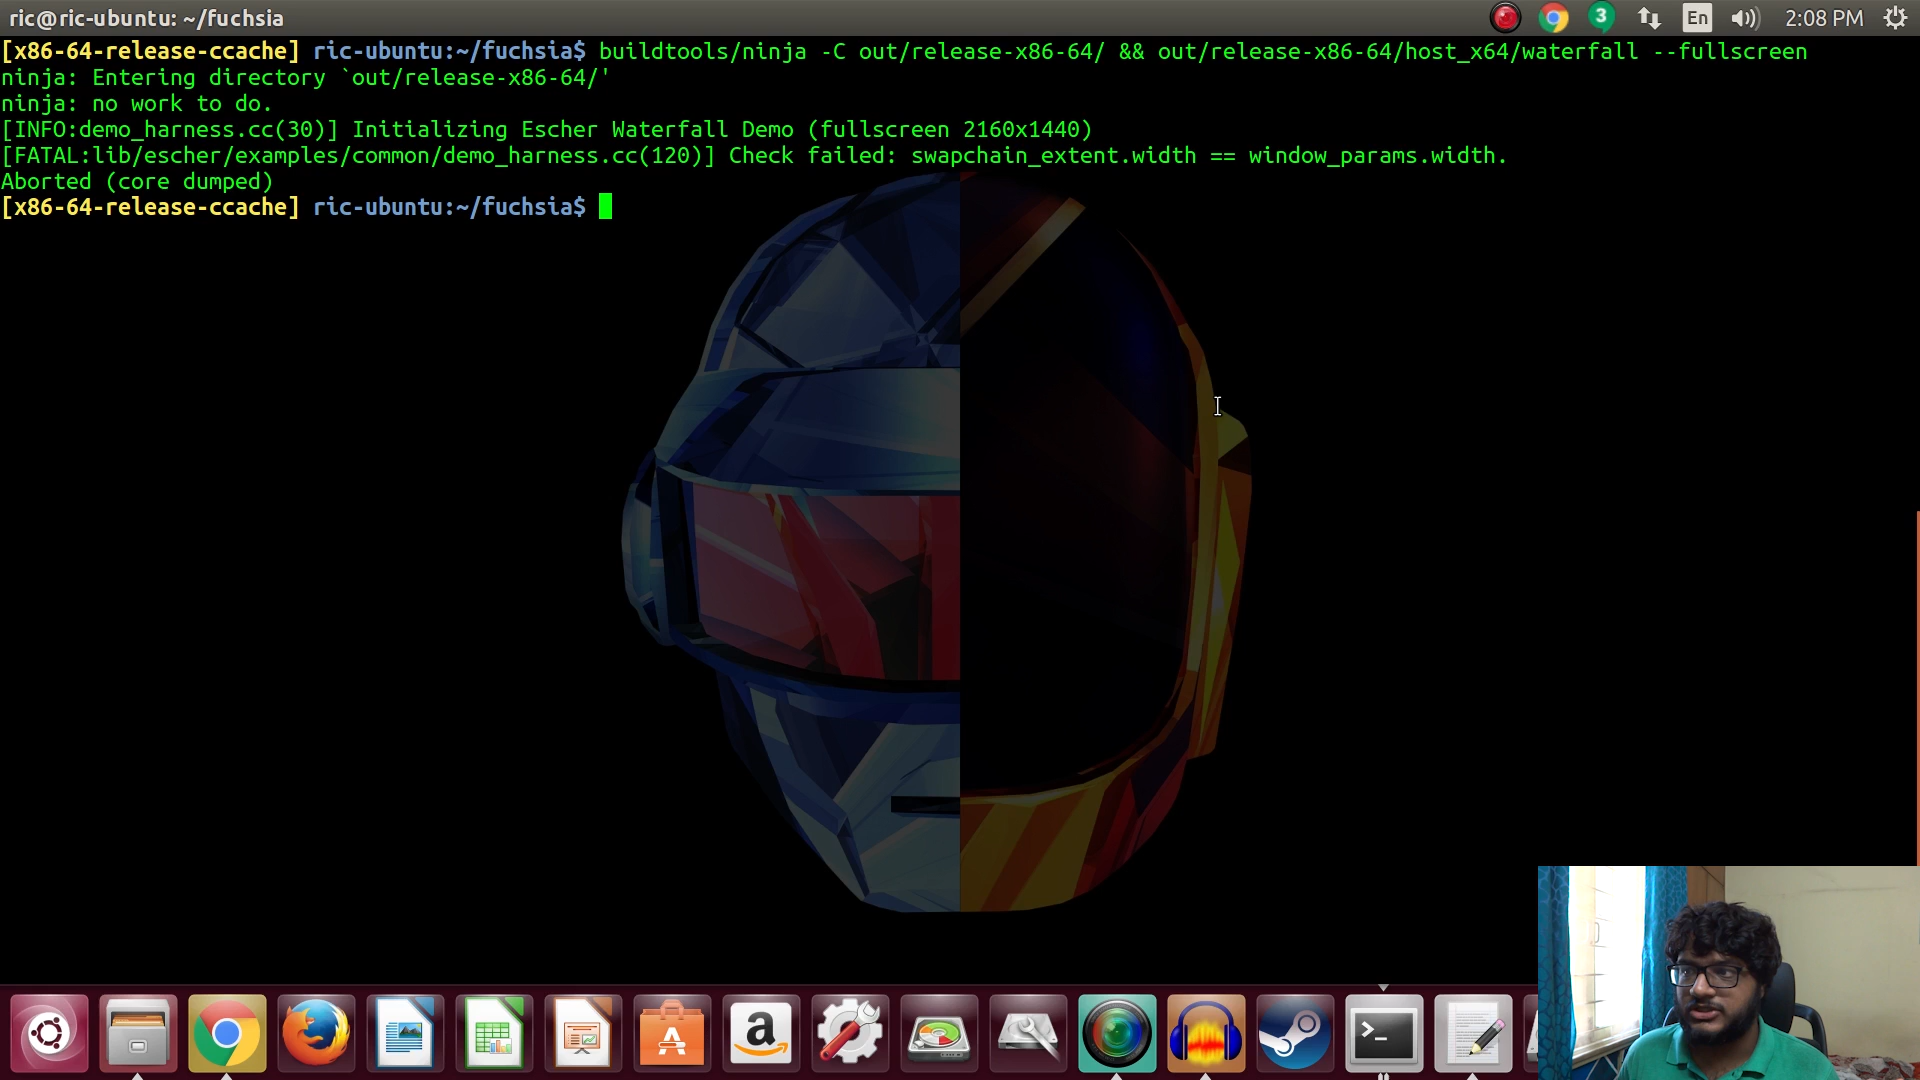 ric@ric-ubuntu: ~/fuchsia
3
En
2:08 PM
[x86-64-release-ccache] ric-ubuntu:~/fuchsia$ buildtools/ninja -C out/release-x86-64/ && out/release-x86-64/host_x64/waterfall --fullscreen
ninja: Entering directory `out/release-x86-64/'
ninja: no work to do.
[INFO:demo_harness.cc(30)] Initializing Escher Waterfall Demo (fullscreen 2160x1440)
[FATAL:lib/escher/examples/common/demo_harness.cc(120)] Check failed: swapchain_extent.width == window_params.width.
Aborted (core dumped)
[x86-64-release-ccache] ric-ubuntu:~/fuchsia$